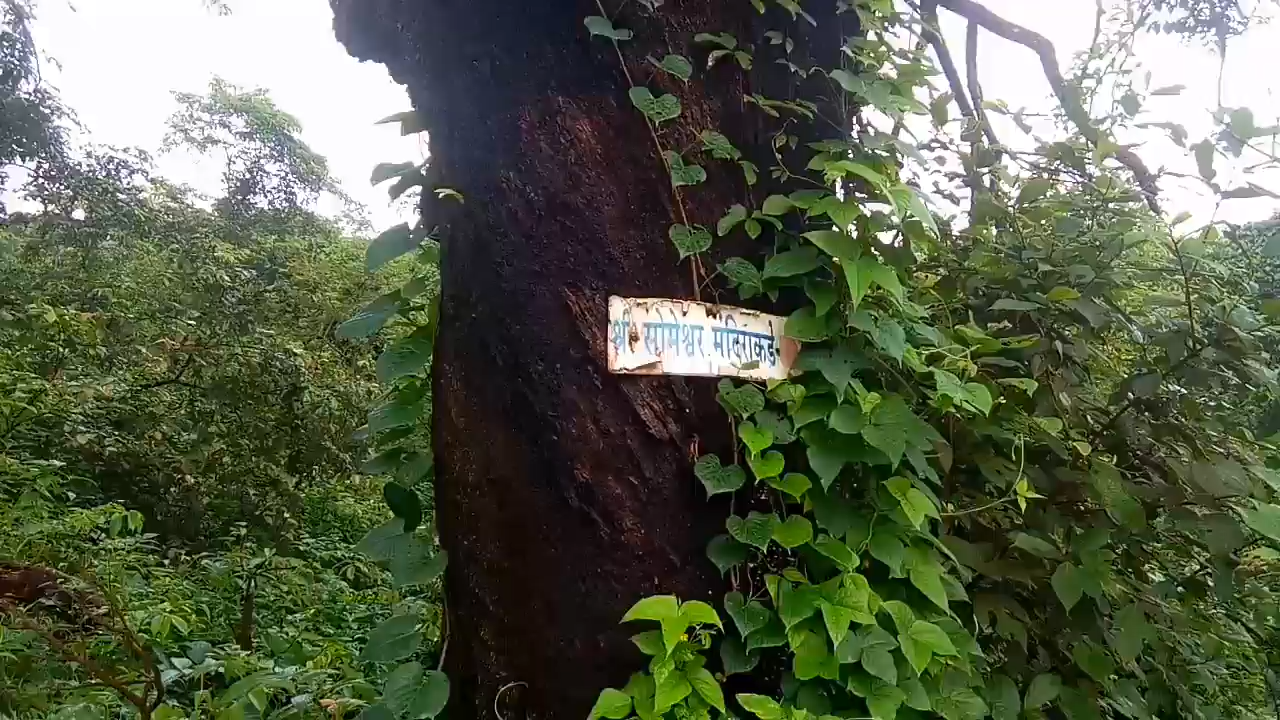 श्री सोमेश्वर मंदिराकडे